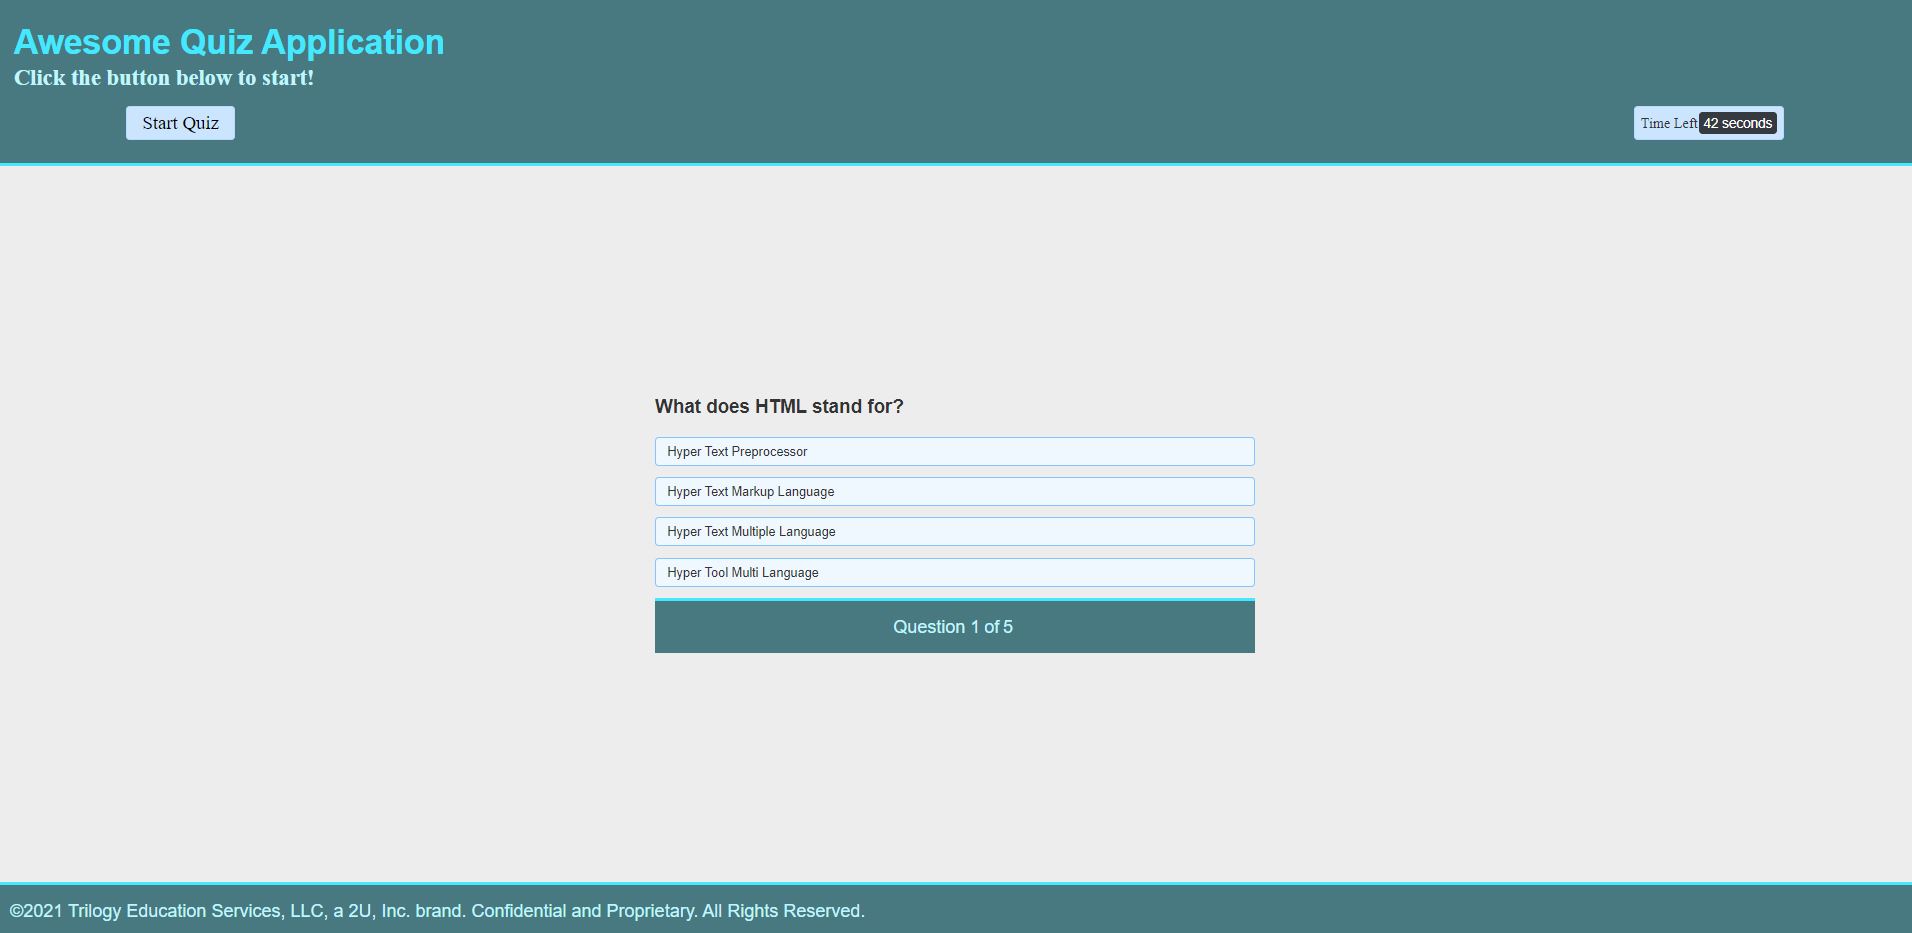 Awesome Quiz Application
Click the button below to start!
Start Quiz
Time Left 42 seconds
What does HTML stand for?
Hyper Text Preprocessor
Hyper Text Markup Language
Hyper Text Multiple Language
Hyper Tool Multi Language
Question 1 of 5
©2021 Trilogy Education Services, LLC, a 2U, Inc. brand. Confidential and Proprietary. All Rights Reserved.